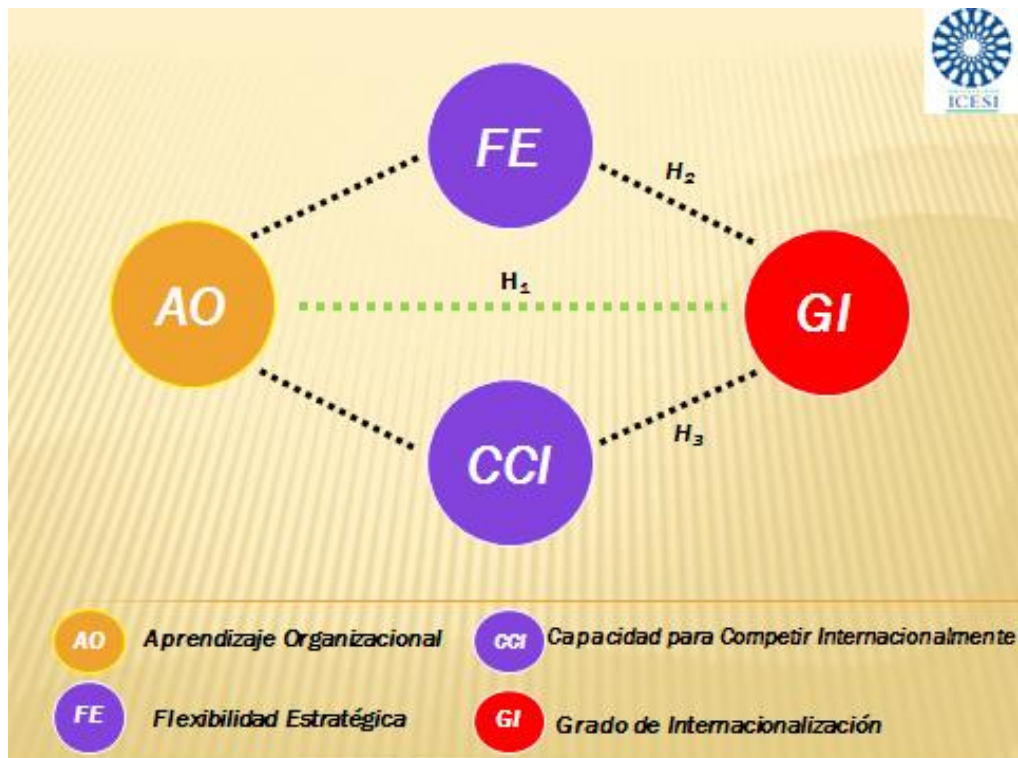 ICESI
FE
H₂
AO
H₁
GI
CCI
H₃
AO Aprendizaje Organizacional
CCI Capacidad para Competir Internacionalmente
FE Flexibilidad Estratégica
GI Grado de Internacionalización